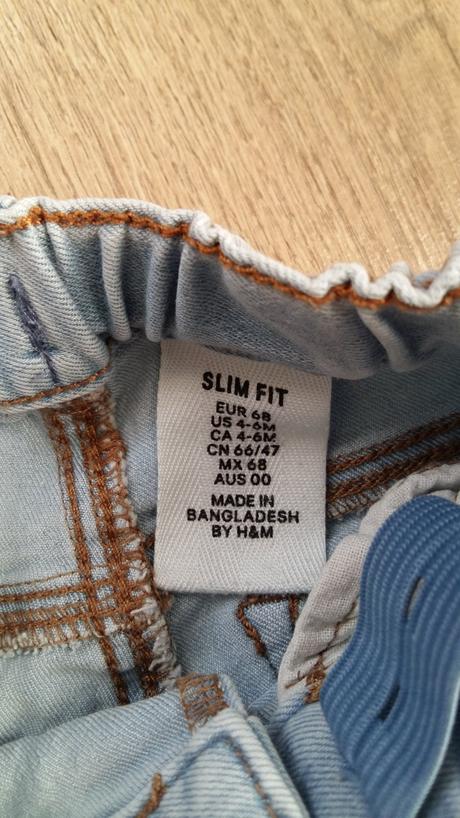 SLIM FIT
EUR 68
US 4-6M
CA 4-6M
CN 66/47
MX 68
AUS 00
MADE IN
BANGLADESH
BY H&M